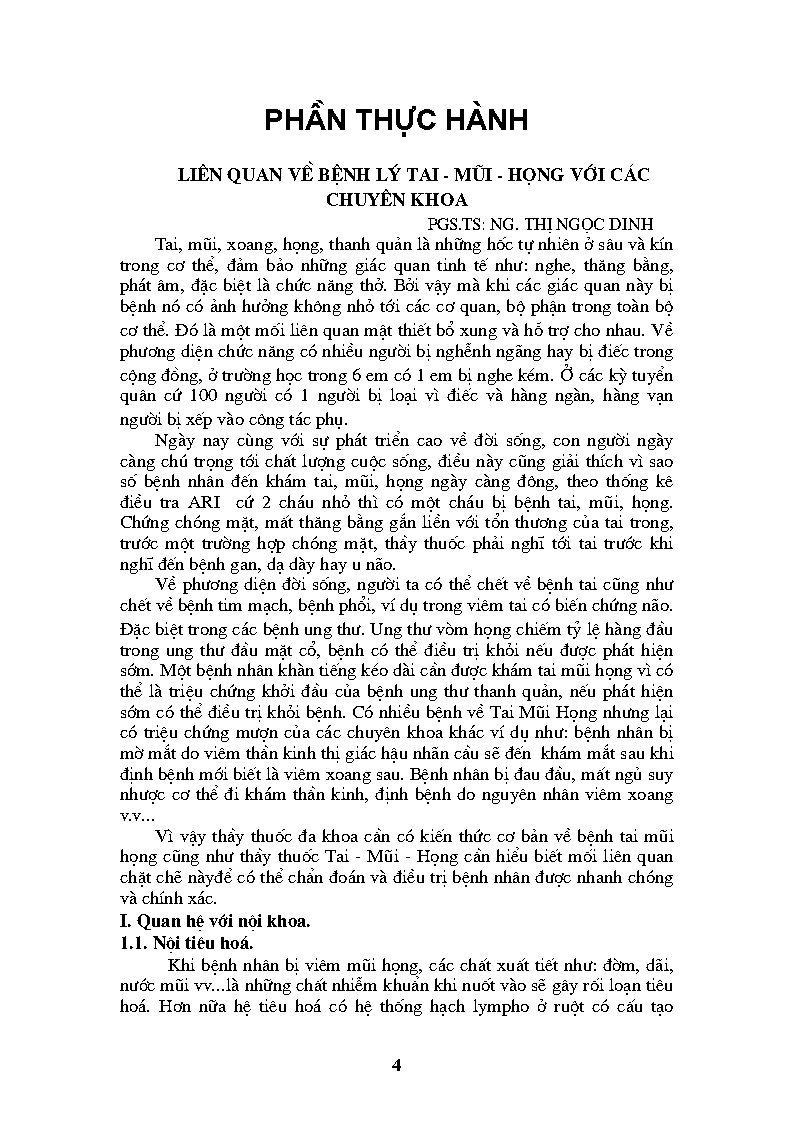 PHẦN THỰC HÀNH
LIÊN QUAN VỀ BỆNH LÝ TAI - MŨI - HỌNG VỚI CÁC
CHUYÊN KHOA
PGS.TS: NG. THỊ NGỌC DINH
Tai, mũi, xoang, họng, thanh quản là những hốc tự nhiên ở sâu và kín
trong cơ thể, đảm bảo những giác quan tinh tế như: nghe, thăng bằng,
phát âm, đặc biệt là chức năng thở. Bởi vậy mà khi các giác quan này bị
bệnh nó có ảnh hưởng không nhỏ tới các cơ quan, bộ phận trong toàn bộ
cơ thể. Đó là một mối liên quan mật thiết bổ xung và hỗ trợ cho nhau. Về
phương diện chức năng có nhiều người bị nghễnh ngãng hay bị điếc trong
cộng đồng, ở trường học trong 6 em có 1 em bị nghe kém. Ở các kỳ tuyển
quân cứ 100 người có 1 người bị loại vì điếc và hàng ngàn, hàng vạn
người bị xếp vào công tác phụ.
Ngày nay cùng với sự phát triển cao về đời sống, con người ngày
càng chú trọng tới chất lượng cuộc sống, điều này cũng giải thích vì sao
số bệnh nhân đến khám tai, mũi, họng ngày càng đông, theo thống kê
điều tra ARI  cứ 2 cháu nhỏ thì có một cháu bị bệnh tai, mũi, họng.
Chứng chóng mặt, mất thăng bằng gắn liền với tổn thương của tai trong,
trước một trường hợp chóng mặt, thầy thuốc phải nghĩ tới tai trước khi
nghĩ đến bệnh gan, dạ dày hay u não.
Về phương diện đời sống, người ta có thể chết về bệnh tai cũng như
chết về bệnh tim mạch, bệnh phổi, ví dụ trong viêm tai có biến chứng não.
Đặc biệt trong các bệnh ung thư. Ung thư vòm họng chiếm tỷ lệ hàng đầu
trong ung thư đầu mặt cổ, bệnh có thể điều trị khỏi nếu được phát hiện
sớm. Một bệnh nhân khàn tiếng kéo dài cần được khám tai mũi họng vì có
thể là triệu chứng khởi đầu của bệnh ung thư thanh quản, nếu phát hiện
sớm có thể điều trị khỏi bệnh. Có nhiều bệnh về Tai Mũi Họng nhưng lại
có triệu chứng mượn của các chuyên khoa khác ví dụ như: bệnh nhân bị
mờ mắt do viêm thần kinh thị giác hậu nhãn cầu sẽ đến  khám mắt sau khi
định bệnh mới biết là viêm xoang sau. Bệnh nhân bị đau đầu, mất ngủ suy
nhược cơ thể đi khám thần kinh, định bệnh do nguyên nhân viêm xoang
v.v...
Vì vậy thầy thuốc đa khoa cần có kiến thức cơ bản về bệnh tai mũi
họng cũng như thầy thuốc Tai - Mũi - Họng cần hiểu biết mối liên quan
chặt chẽ nàyđể có thể chẩn đoán và điều trị bệnh nhân được nhanh chóng
và chính xác.
I. Quan hệ với nội khoa.
1.1. Nội tiêu hoá.
Khi bệnh nhân bị viêm mũi họng, các chất xuất tiết như: đờm, dãi,
nước mũi vv...là những chất nhiễm khuẩn khi nuốt vào sẽ gây rối loạn tiêu
hoá. Hơn nữa hệ tiêu hoá có hệ thống hạch lympho ở ruột có cấu tạo
4